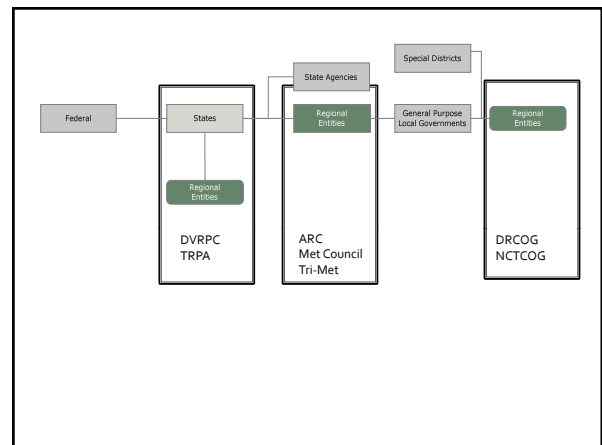 Special Districts
State Agencies
Federal
States
Regional
Entities
General Purpose
Local Governments
Regional
Entities
Regional
Entities
DVRPC
TRPA
ARC
Met Council
Tri-Met
DRCOG
NCTCOG